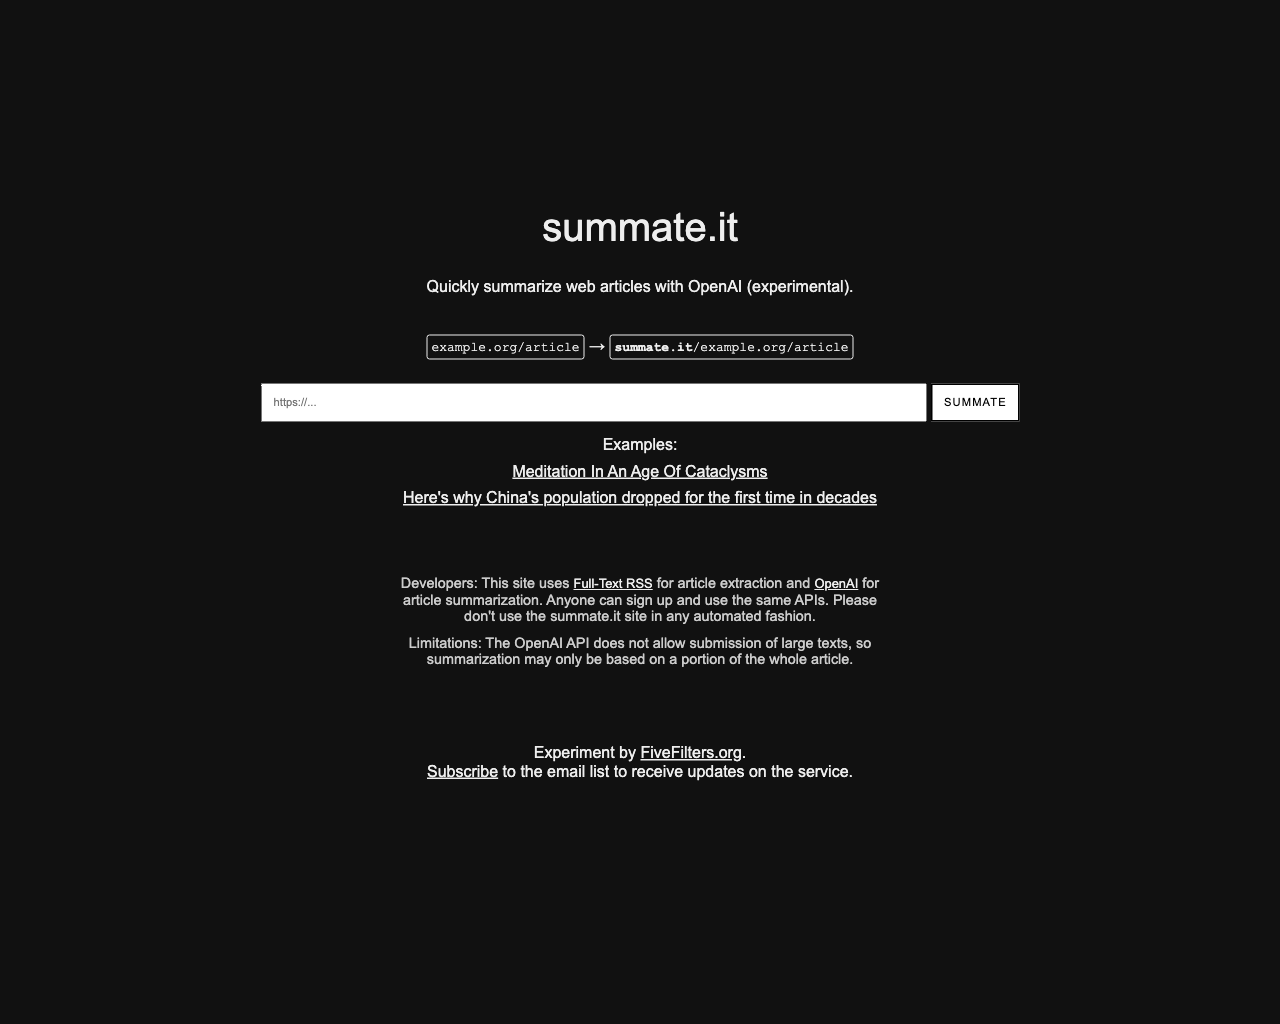 summate.it
Quickly summarize web articles with OpenAI (experimental).
example.org/article → summate.it/example.org/article
https://... SUMMATE
Examples:
Meditation In An Age Of Cataclysms
Here's why China's population dropped for the first time in decades
Developers: This site uses Full-Text RSS for article extraction and OpenAI for
article summarization. Anyone can sign up and use the same APIs. Please
don't use the summate.it site in any automated fashion.
Limitations: The OpenAI API does not allow submission of large texts, so
summarization may only be based on a portion of the whole article.
Experiment by FiveFilters.org.
Subscribe to the email list to receive updates on the service.